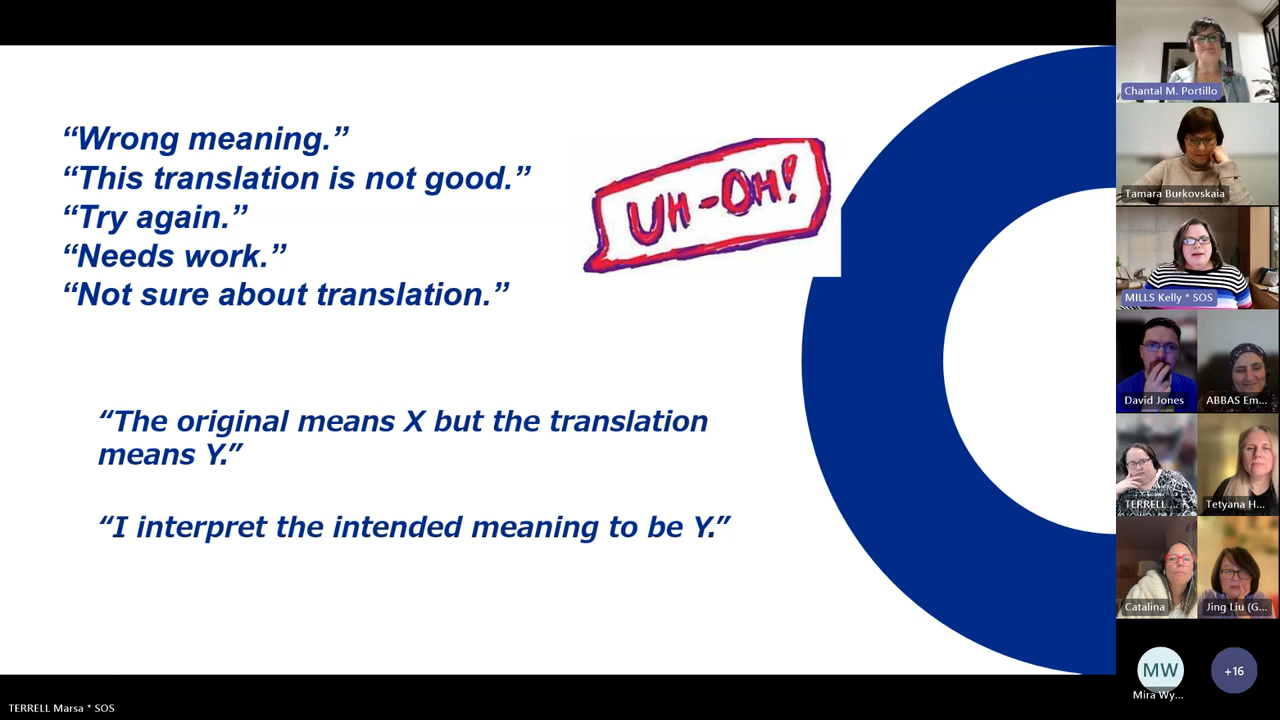 “Wrong meaning.”
“This translation is not good.”
“Try again.”
“Needs work.”
“Not sure about translation.”
UH-OH!
“The original means X but the translation
means Y.”
“I interpret the intended meaning to be Y.”
Chantal M. Portillo
Tamara Burkovskaia
MILLS Kelly * SOS
David Jones
ABBAS Em...
TERRELL ...
Tetyana H...
Catalina
Jing Liu (G...
MW
Mira Wy...
+16
TERRELL Marsa * SOS